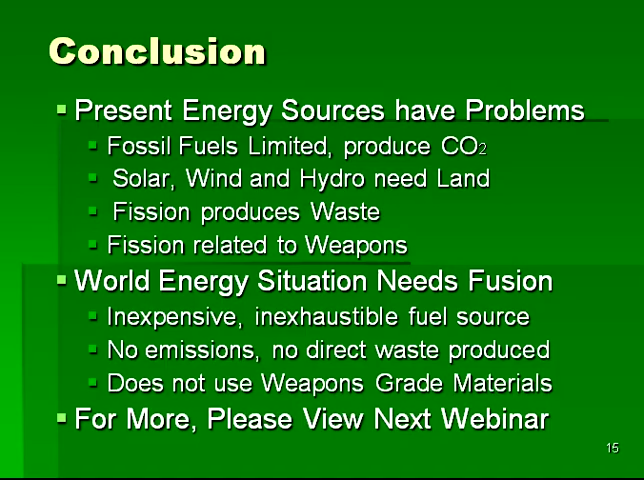 Conclusion
▪ Present Energy Sources have Problems
▪ Fossil Fuels Limited, produce CO₂
▪ Solar, Wind and Hydro need Land
▪ Fission produces Waste
▪ Fission related to Weapons
▪ World Energy Situation Needs Fusion
▪ Inexpensive, inexhaustible fuel source
▪ No emissions, no direct waste produced
▪ Does not use Weapons Grade Materials
▪ For More, Please View Next Webinar
15